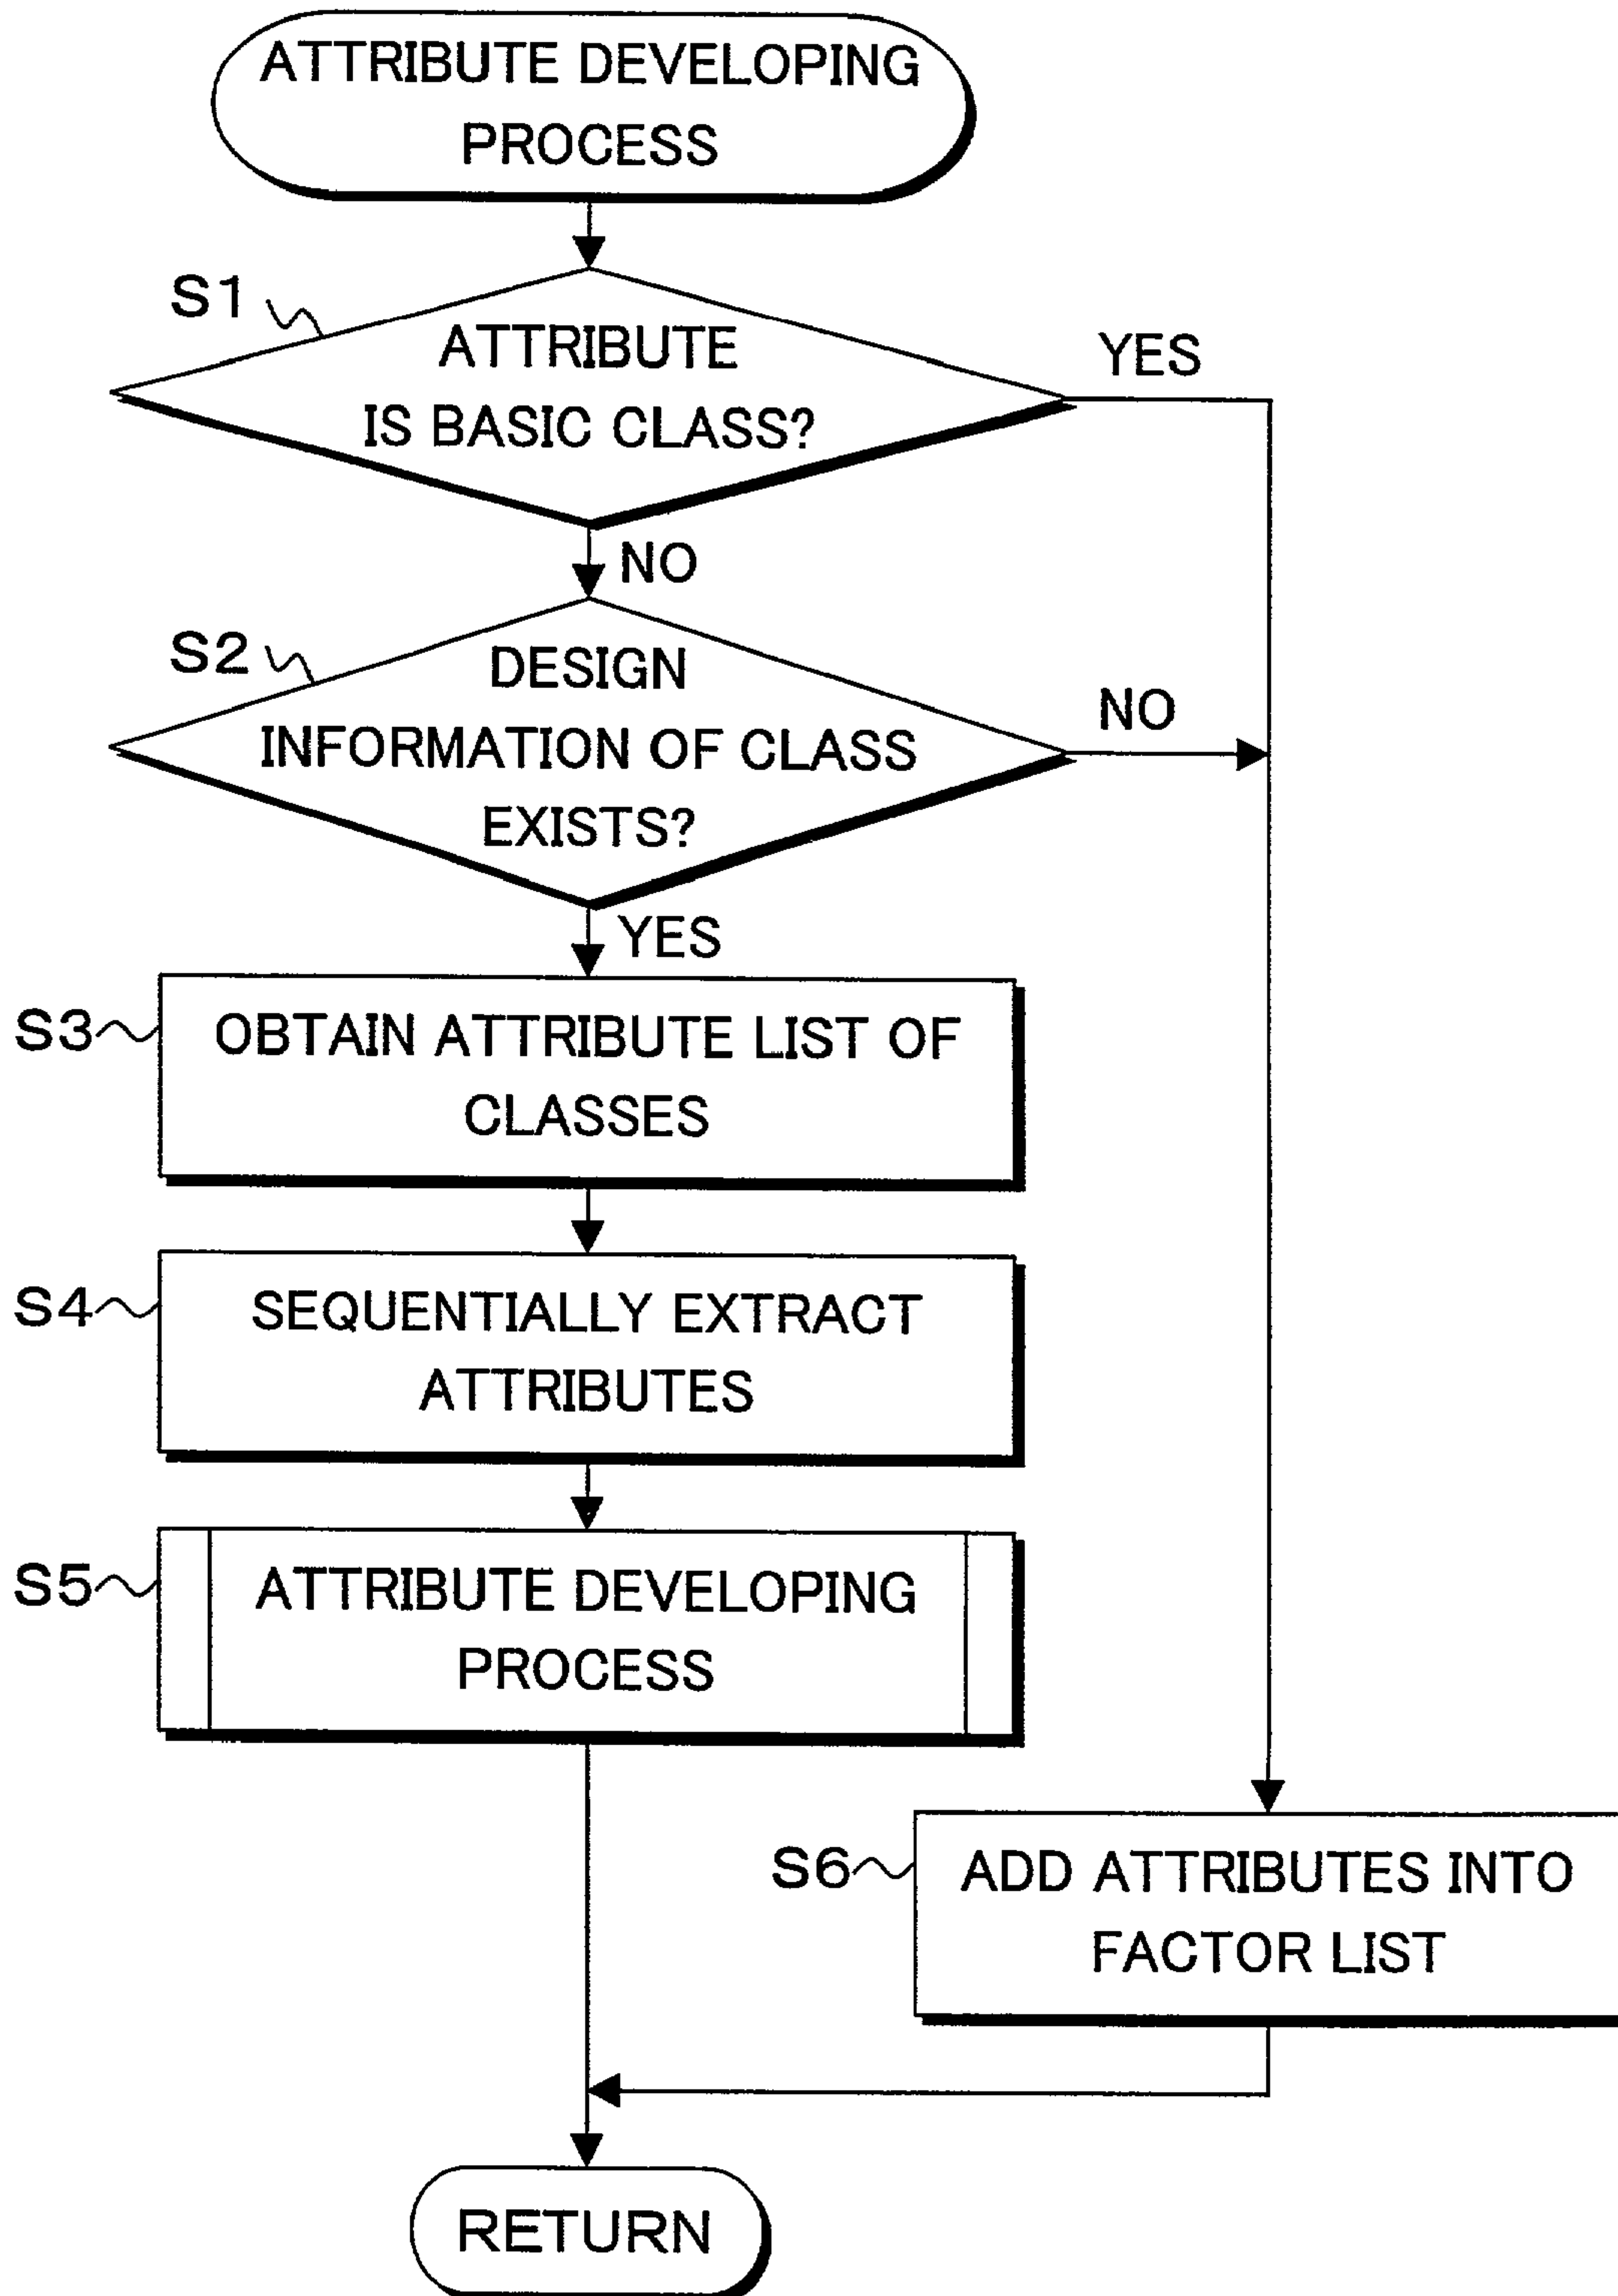 ATTRIBUTE DEVELOPING
PROCESS
S1
ATTRIBUTE
IS BASIC CLASS?
YES
NO
S2
DESIGN
INFORMATION OF CLASS
EXISTS?
NO
YES
S3
OBTAIN ATTRIBUTE LIST OF
CLASSES
S4
SEQUENTIALLY EXTRACT
ATTRIBUTES
S5
ATTRIBUTE DEVELOPING
PROCESS
S6
ADD ATTRIBUTES INTO
FACTOR LIST
RETURN